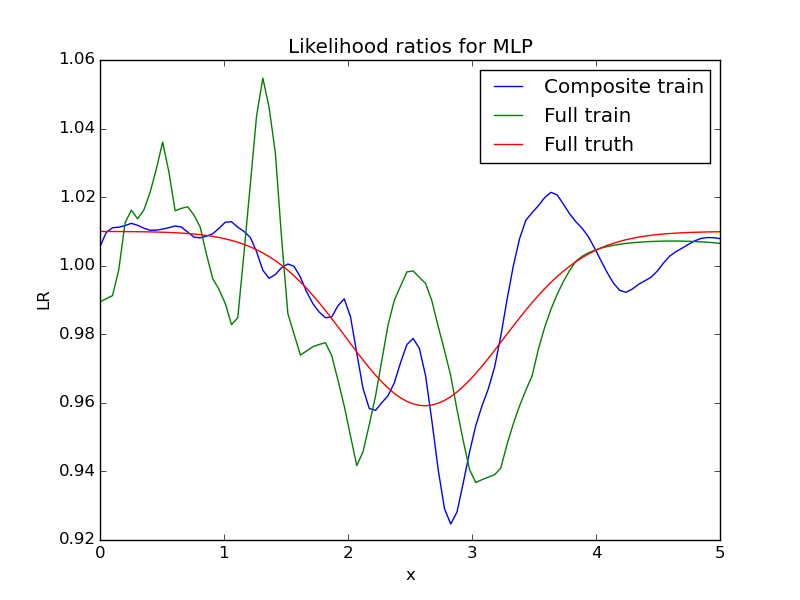 Likelihood ratios for MLP
Composite train
Full train
Full truth
1.06
1.04
1.02
1.00
0.98
0.96
0.94
0.92
LR
0 1 2 3 4 5
x